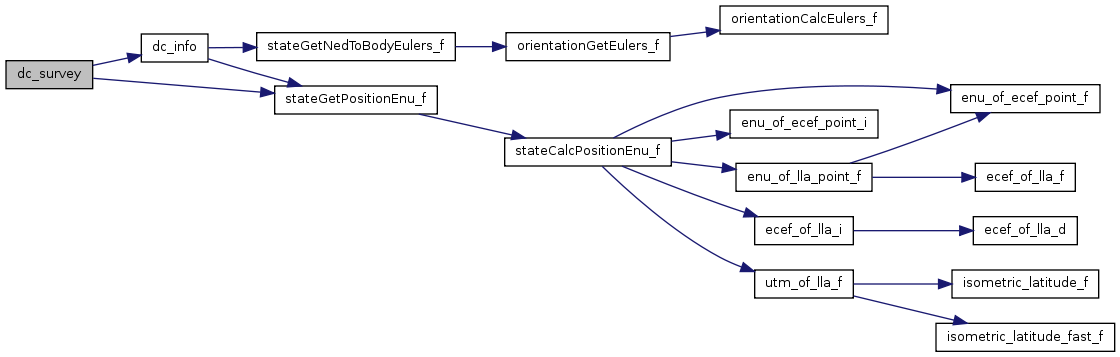 dc_survey
dc_info
stateGetNedToBodyEulers_f
orientationGetEulers_f
orientationCalcEulers_f
stateGetPositionEnu_f
stateCalcPositionEnu_f
enu_of_ecef_point_f
enu_of_ecef_point_i
enu_of_lla_point_f
ecef_of_lla_f
ecef_of_lla_i
ecef_of_lla_d
utm_of_lla_f
isometric_latitude_f
isometric_latitude_fast_f